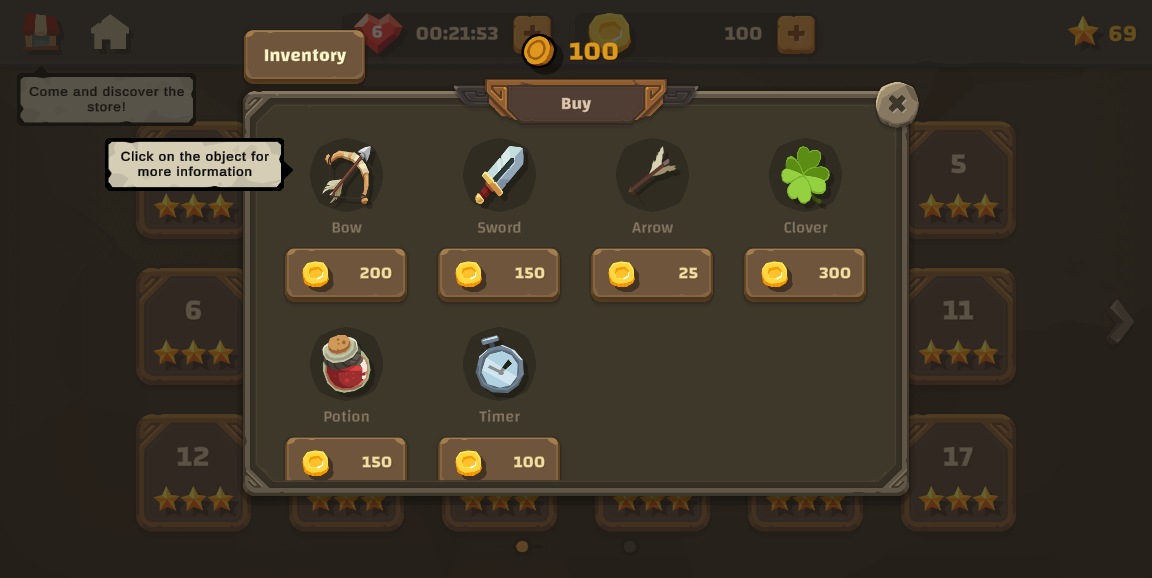 6
00:21:53
100
69
Inventory
100
Come and discover the
store!
Buy
Click on the object for
more information
5
Bow
Sword
Arrow
Clover
200
150
25
300
6
11
Potion
Timer
12
17
150
100